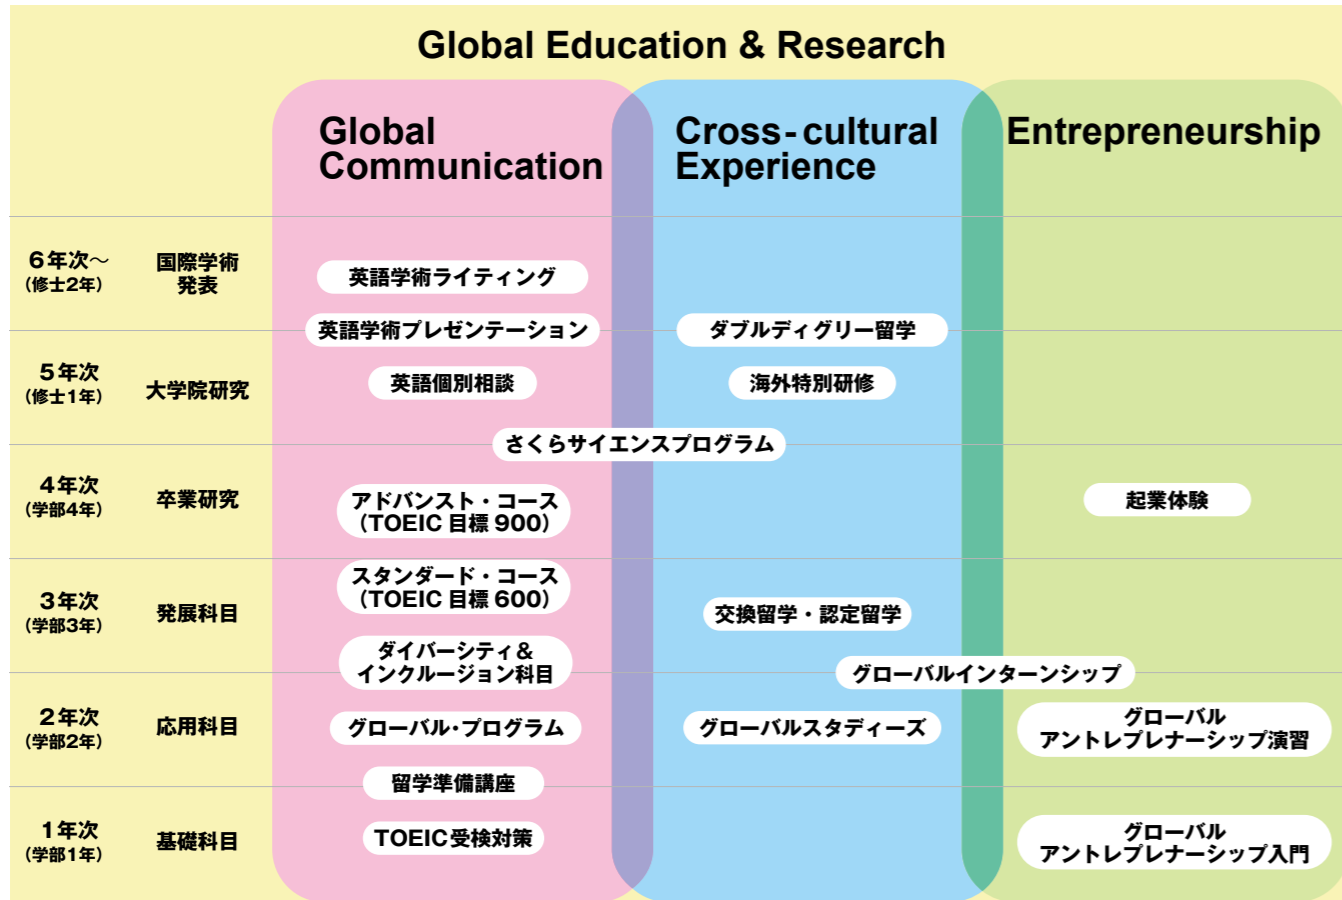 Global Education & Research
Global
Communication
Cross-cultural
Experience
Entrepreneurship
6年次～
(修士2年)
国際学術
発表
英語学術ライティング
英語学術プレゼンテーション
ダブルディグリー留学
5年次
(修士1年)
大学院研究
英語個別相談
海外特別研修
さくらサイエンスプログラム
4年次
(学部4年)
卒業研究
アドバンスト・コース
(TOEIC 目標 900)
起業体験
スタンダード・コース
(TOEIC 目標 600)
3年次
(学部3年)
発展科目
交換留学・認定留学
ダイバーシティ&
インクルージョン科目
グローバルインターンシップ
2年次
(学部2年)
応用科目
グローバル・プログラム
グローバルスタディーズ
グローバル
アントレプレナーシップ演習
留学準備講座
1年次
(学部1年)
基礎科目
TOEIC受検対策
グローバル
アントレプレナーシップ入門